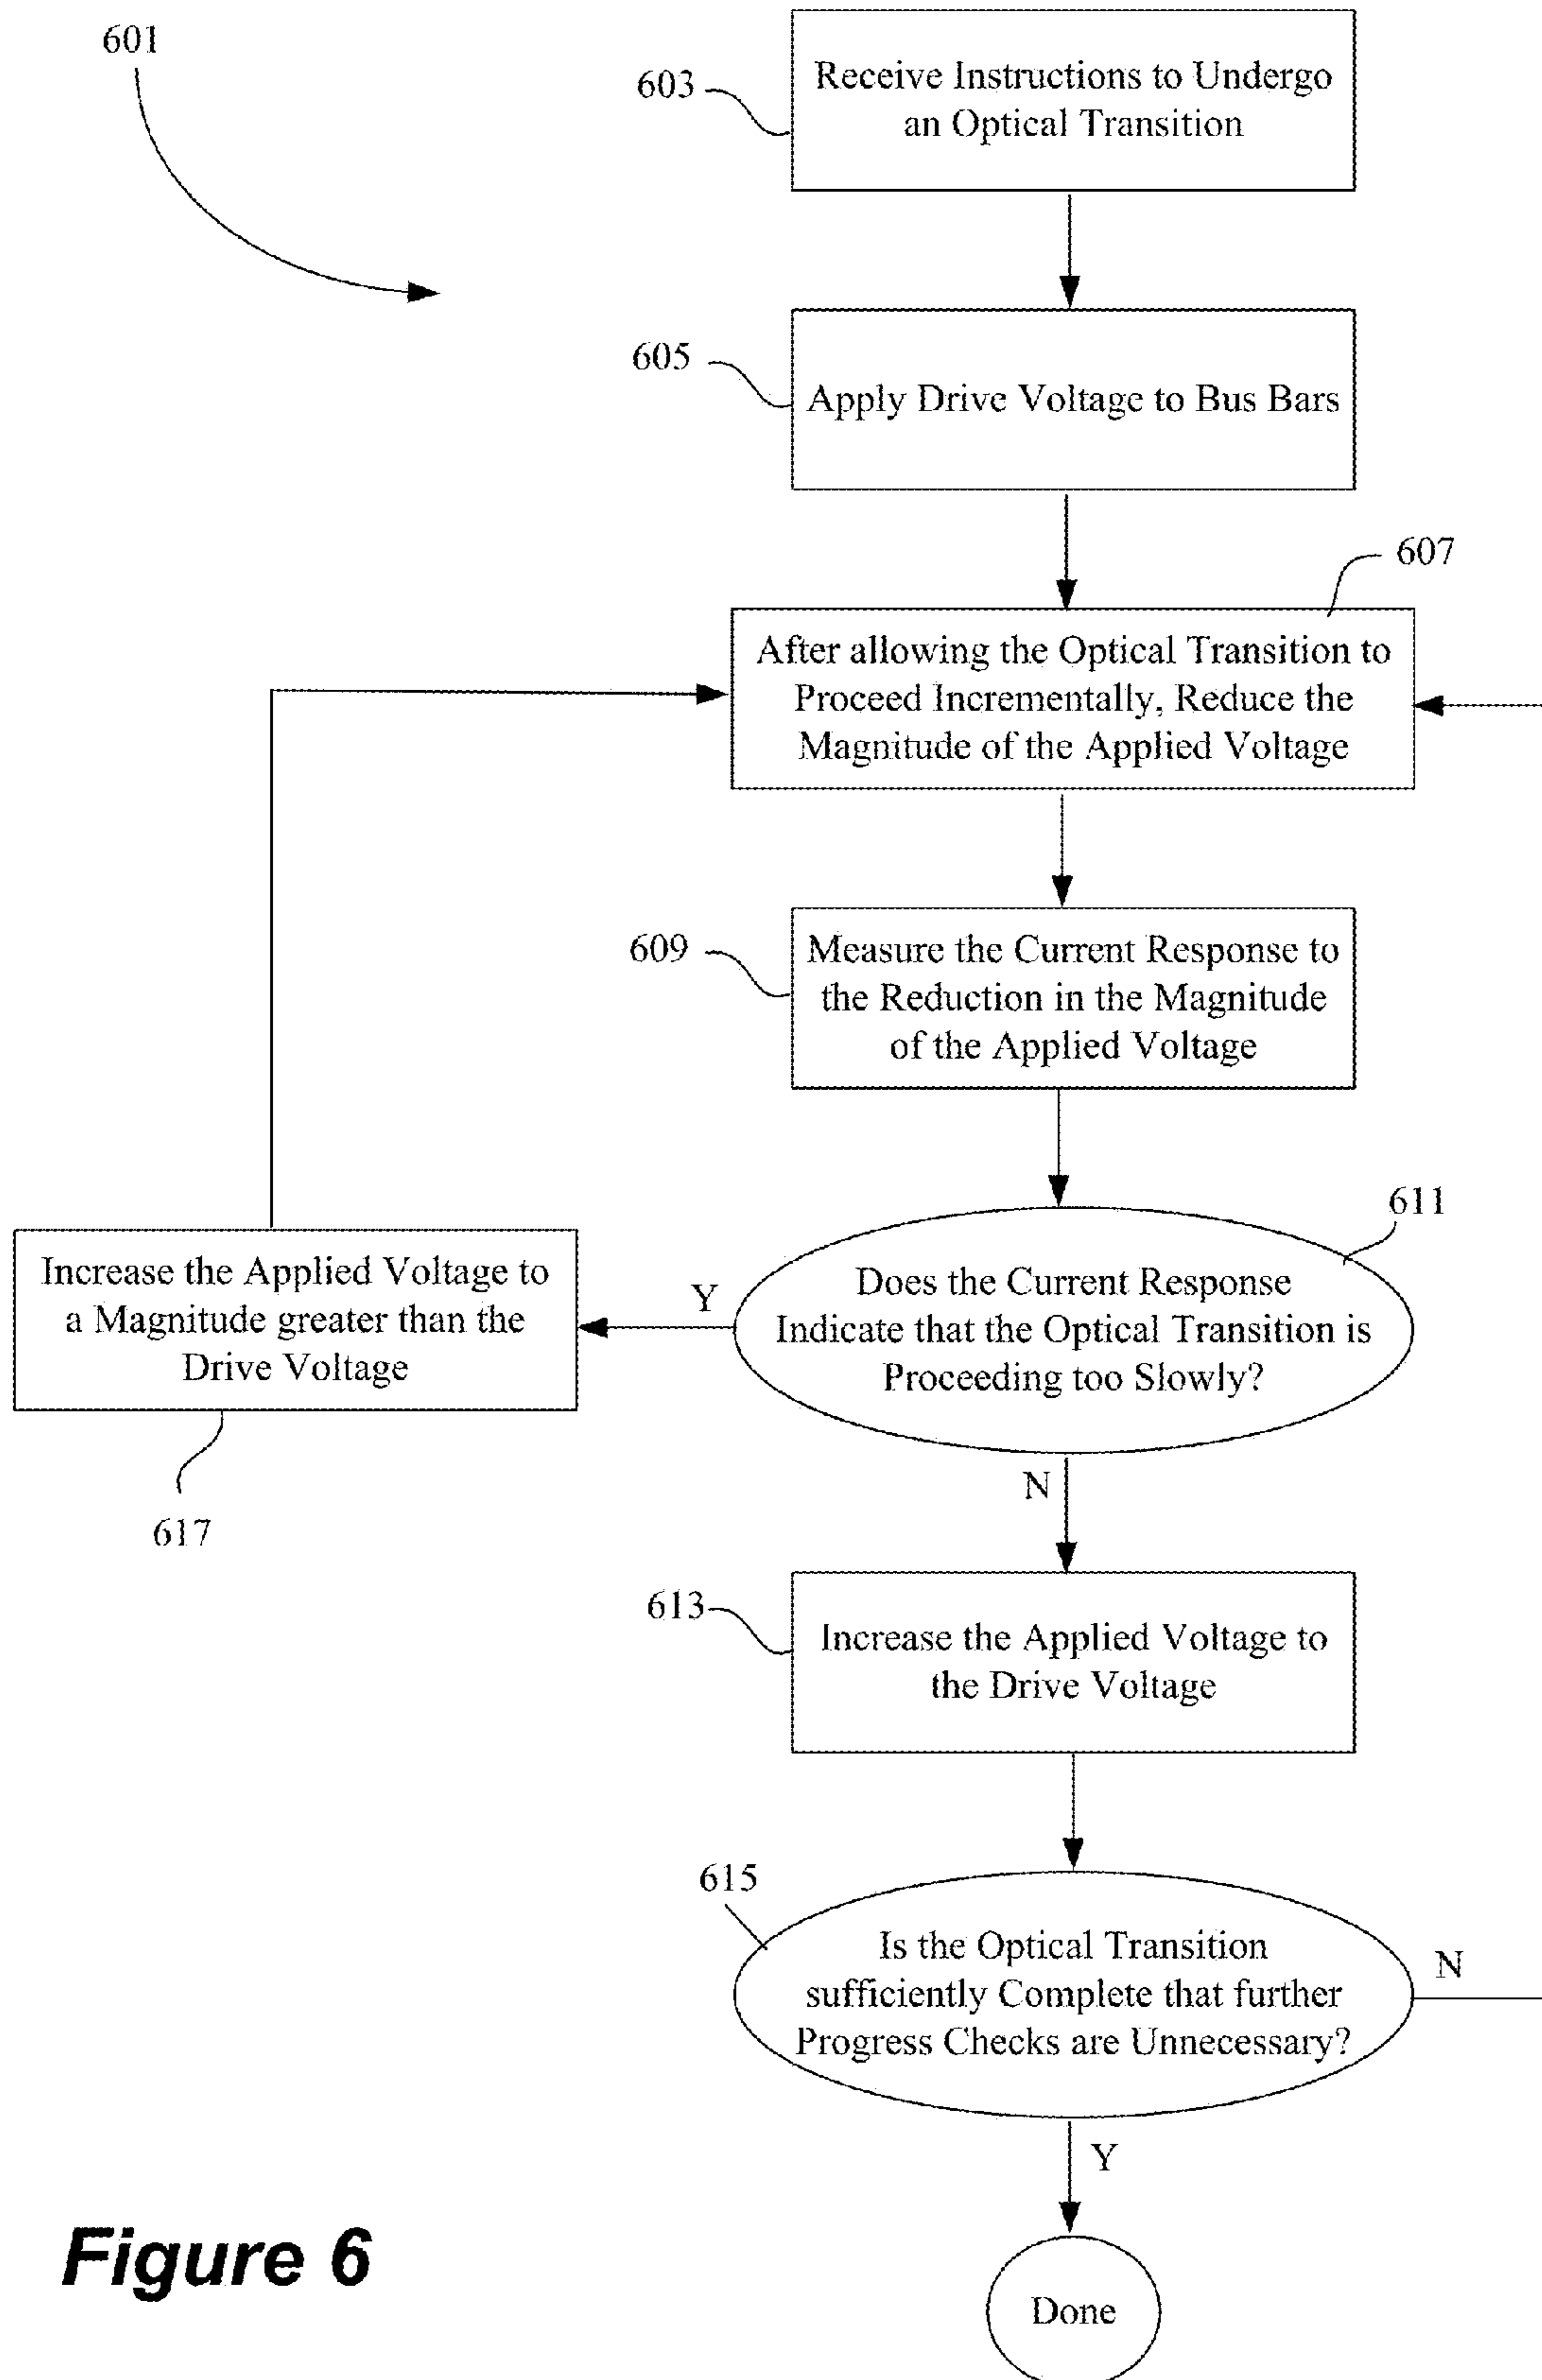 601
603
Receive Instructions to Undergo
an Optical Transition
605
Apply Drive Voltage to Bus Bars
607
After allowing the Optical Transition to
Proceed Incrementally, Reduce the
Magnitude of the Applied Voltage
609
Measure the Current Response to
the Reduction in the Magnitude
of the Applied Voltage
611
Does the Current Response
Indicate that the Optical Transition is
Proceeding too Slowly?
Y
Increase the Applied Voltage to
a Magnitude greater than the
Drive Voltage
617
N
613
Increase the Applied Voltage to
the Drive Voltage
615
Is the Optical Transition
sufficiently Complete that further
Progress Checks are Unnecessary?
N
Y
Done
Figure 6